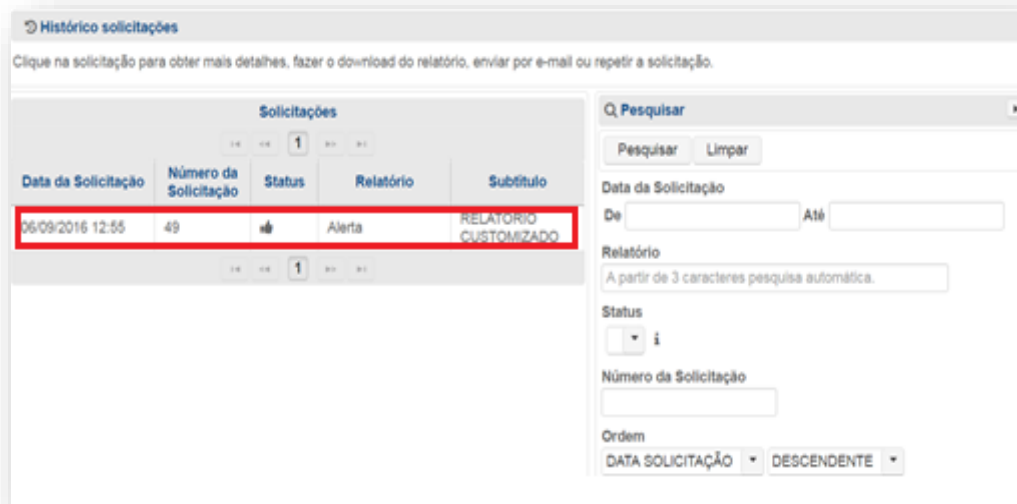 Histórico solicitações
Clique na solicitação para obter mais detalhes, fazer o download do relatório, enviar por e-mail ou repetir a solicitação.
Solicitações
1
Data da Solicitação Número da Solicitação Status Relatório Subtítulo
06/09/2016 12:55 49 Alerta RELATORIO CUSTOMIZADO
1
Pesquisar
Pesquisar Limpar
Data da Solicitação
De Até
Relatório
A partir de 3 caracteres pesquisa automática.
Status
i
Número da Solicitação
Ordem
DATA SOLICITAÇÃO DESCENDENTE